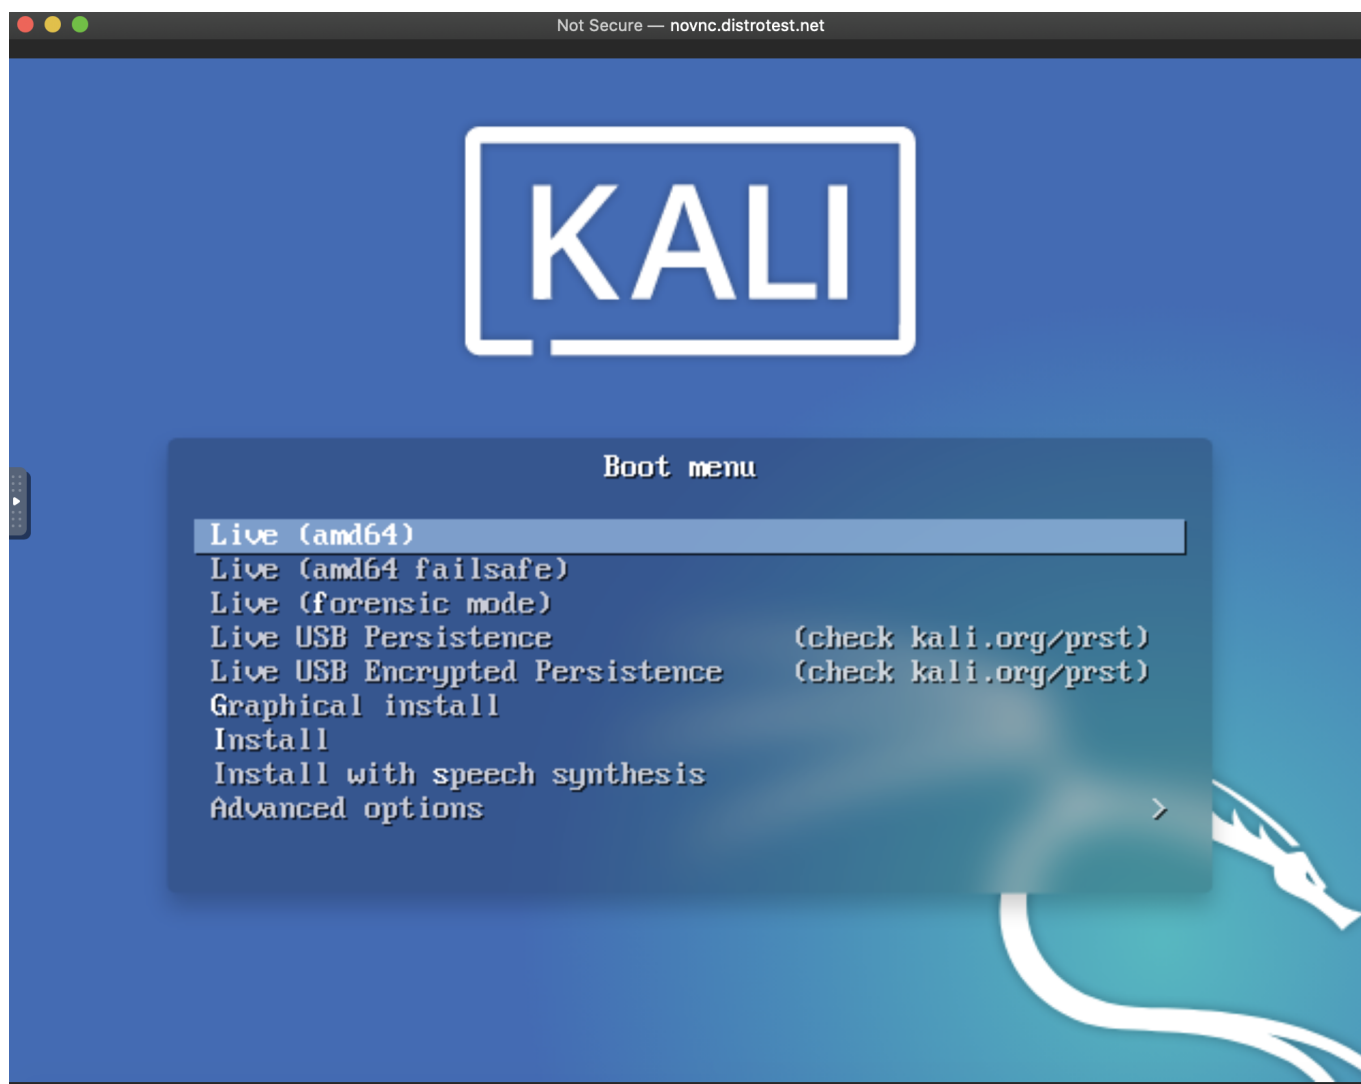 Not Secure — novnc.distrotest.net
KALI
Boot menu
Live (amd64)
Live (amd64 failsafe)
Live (forensic mode)
Live USB Persistence (check kali.org/prst)
Live USB Encrypted Persistence (check kali.org/prst)
Graphical install
Install
Install with speech synthesis
Advanced options >